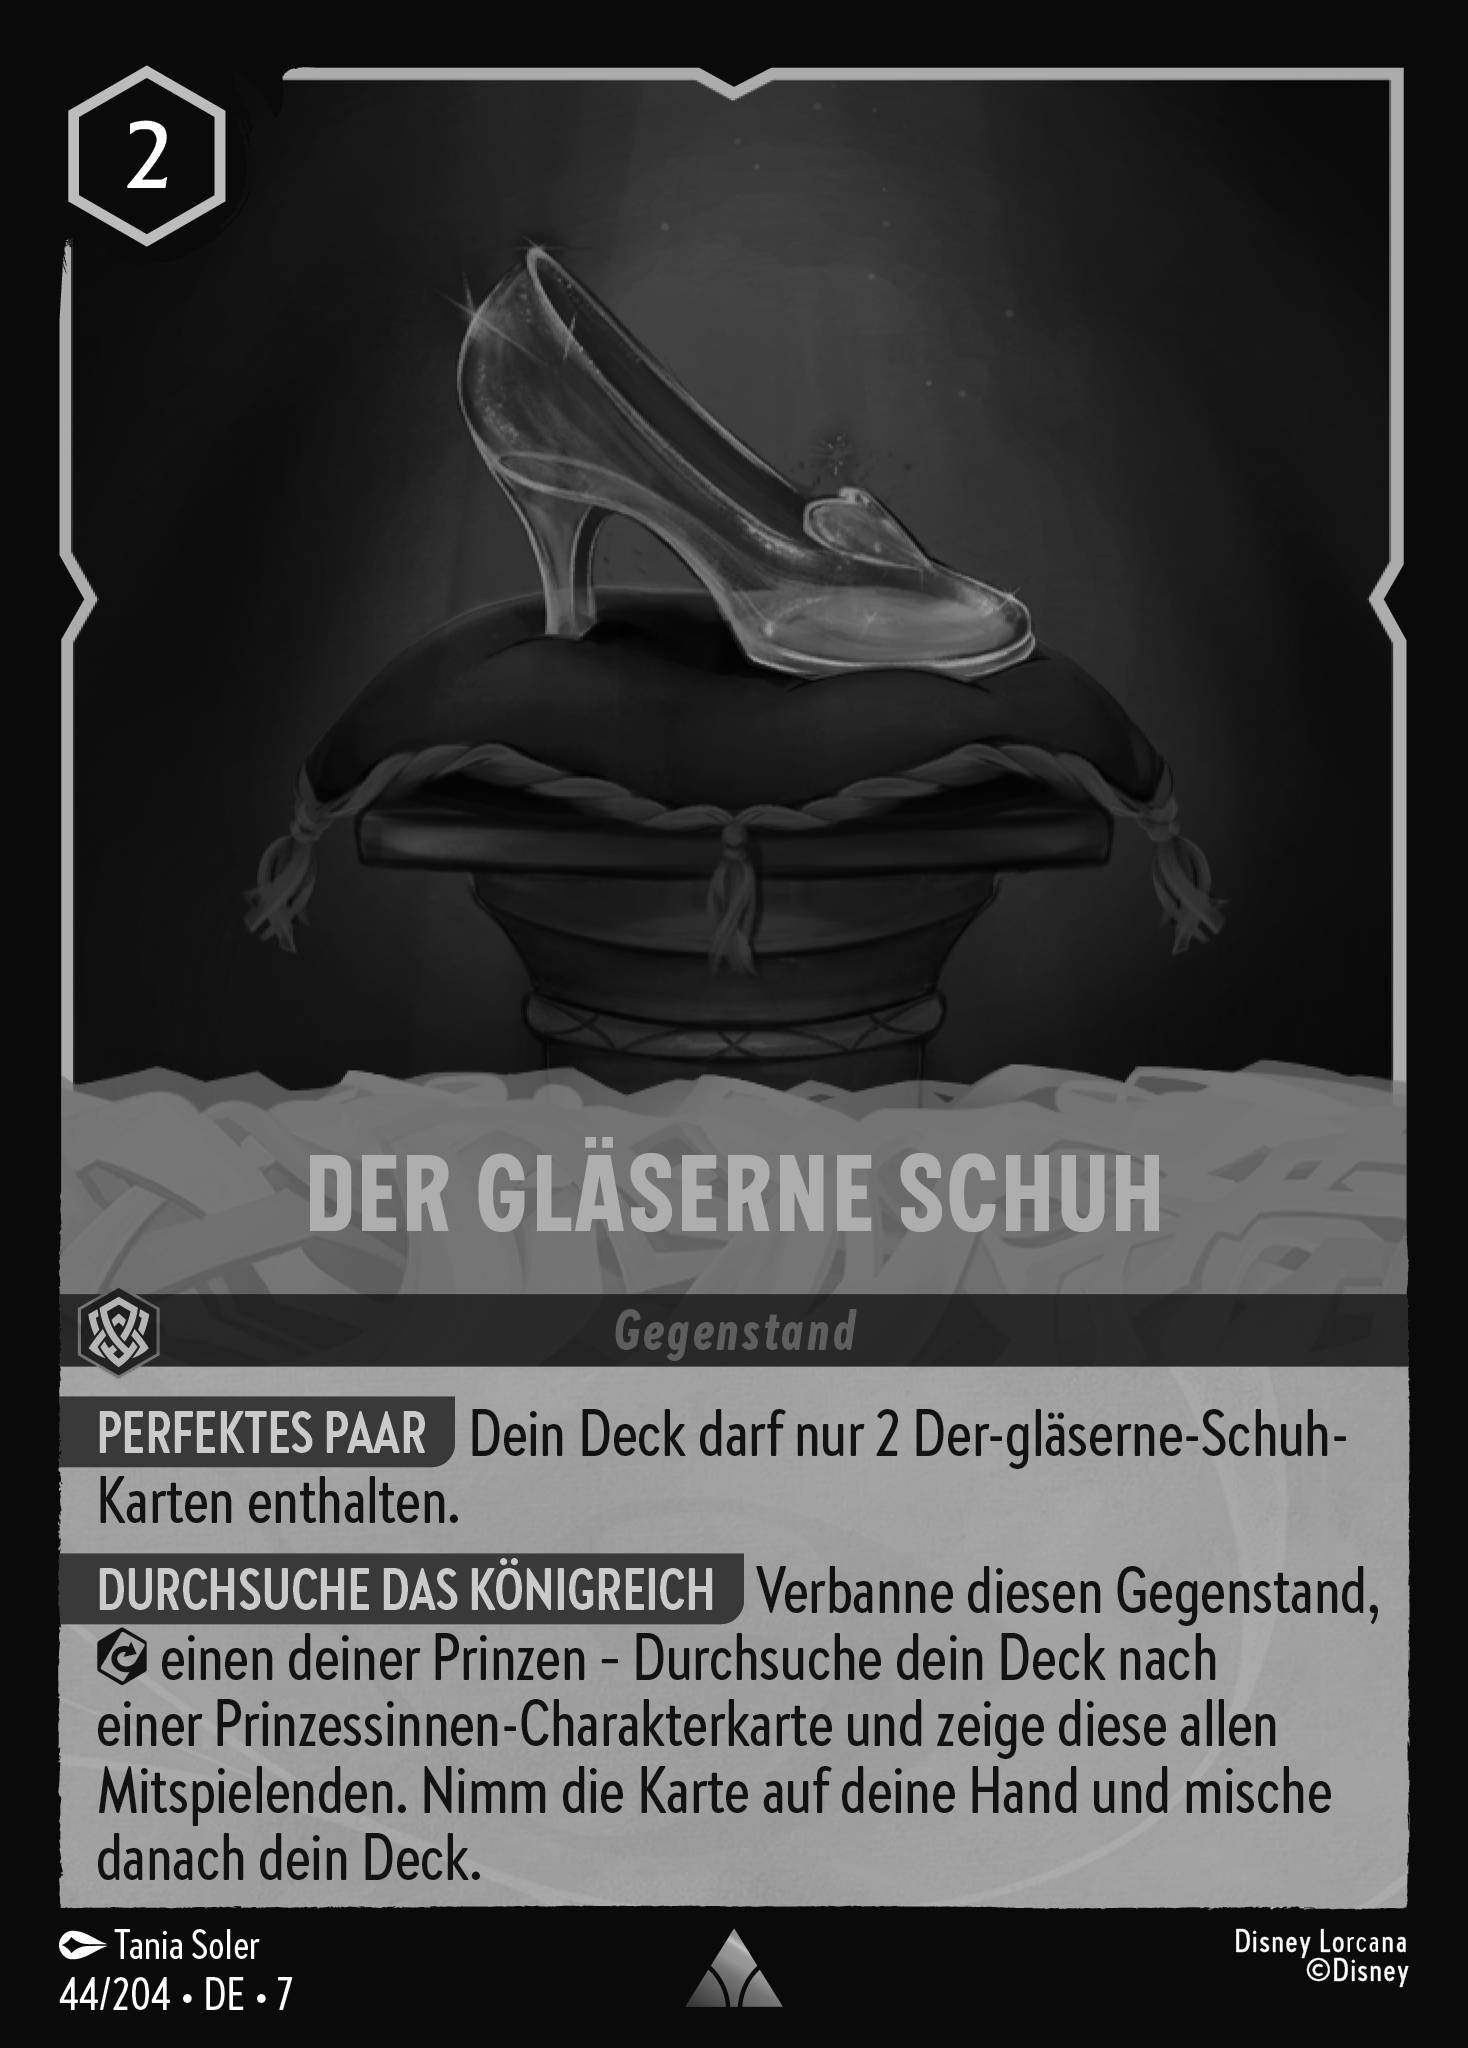 2
DER GLÄSERNE SCHUH
Gegenstand
PERFEKTES PAAR Dein Deck darf nur 2 Der-gläserne-Schuh-
Karten enthalten.
DURCHSUCHE DAS KÖNIGREICH Verbanne diesen Gegenstand,
einen deiner Prinzen – Durchsuche dein Deck nach
einer Prinzessinnen-Charakterkarte und zeige diese allen
Mitspielenden. Nimm die Karte auf deine Hand und mische
danach dein Deck.
Tania Soler
44/204 • DE • 7
Disney Lorcana
©Disney